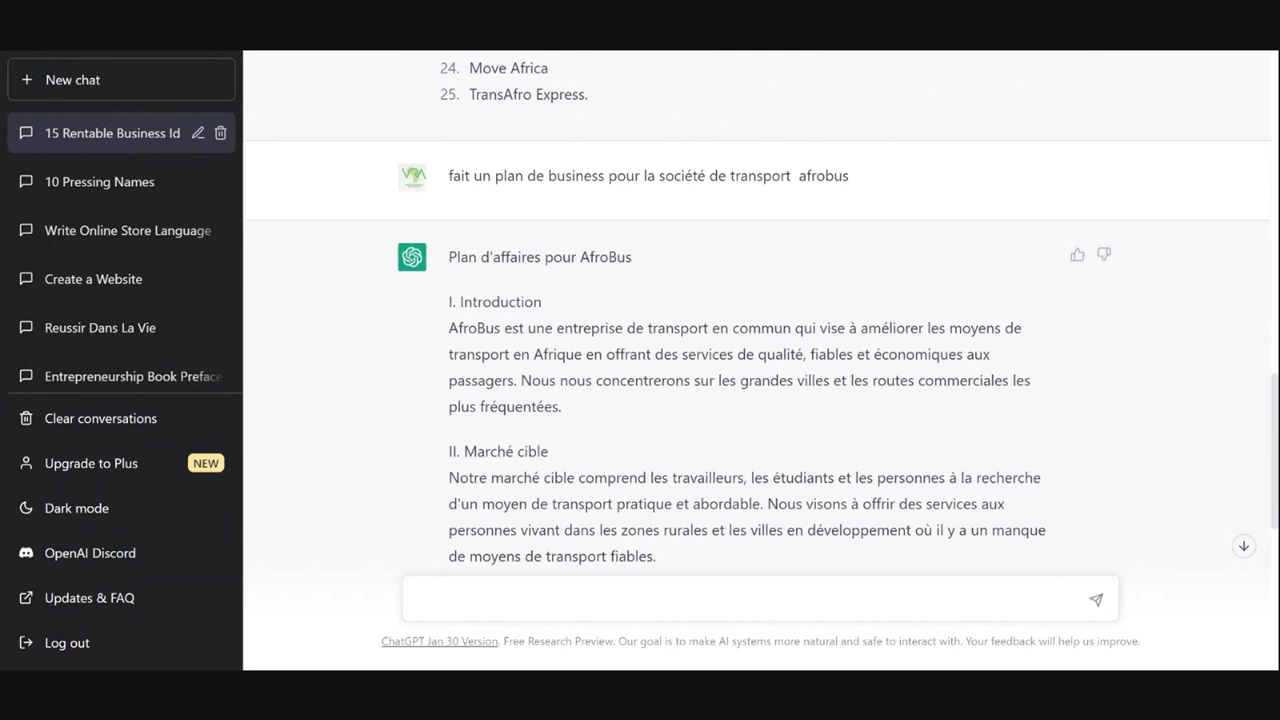 New chat
15 Rentable Business Id
10 Pressing Names
Write Online Store Language
Create a Website
Reussir Dans La Vie
Entrepreneurship Book Preface
Clear conversations
Upgrade to Plus NEW
Dark mode
OpenAI Discord
Updates & FAQ
Log out
24. Move Africa
25. TransAfro Express.
VRA
fait un plan de business pour la société de transport afrobus
Plan d'affaires pour AfroBus
I. Introduction
AfroBus est une entreprise de transport en commun qui vise à améliorer les moyens de
transport en Afrique en offrant des services de qualité, fiables et économiques aux
passagers. Nous nous concentrerons sur les grandes villes et les routes commerciales les
plus fréquentées.
II. Marché cible
Notre marché cible comprend les travailleurs, les étudiants et les personnes à la recherche
d'un moyen de transport pratique et abordable. Nous visons à offrir des services aux
personnes vivant dans les zones rurales et les villes en développement où il y a un manque
de moyens de transport fiables.
ChatGPT Jan 30 Version. Free Research Preview. Our goal is to make AI systems more natural and safe to interact with. Your feedback will help us improve.